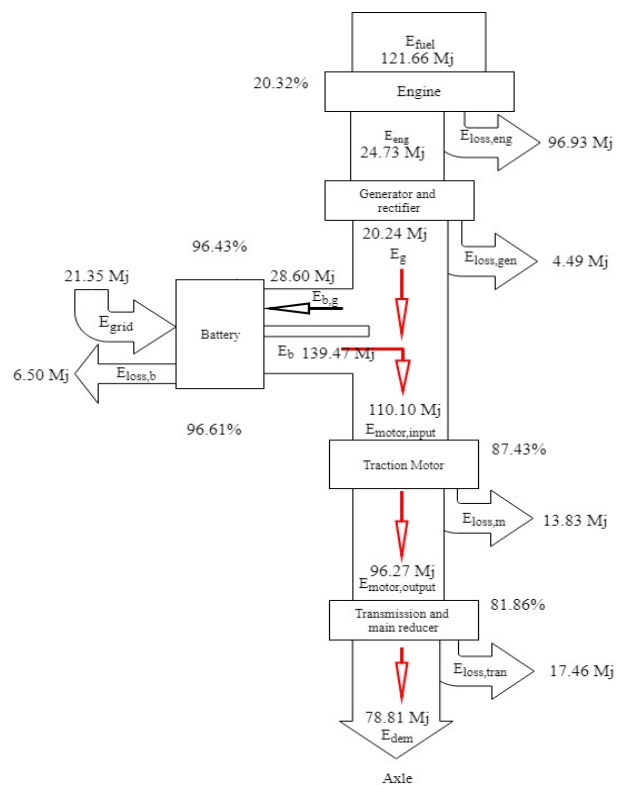 Efuel
121.66 Mj
20.32%
Engine
Eeng
24.73 Mj
Eloss,eng
96.93 Mj
Generator and
rectifier
20.24 Mj
Eg
Eloss,gen
4.49 Mj
96.43%
21.35 Mj
28.60 Mj
Eb,g
Egrid
Battery
Eb 139.47 Mj
6.50 Mj
Eloss,b
96.61%
110.10 Mj
Emotor,input
87.43%
Traction Motor
Eloss,m
13.83 Mj
96.27 Mj
Emotor,output
81.86%
Transmission and
main reducer
Eloss,tran
17.46 Mj
78.81 Mj
Edem
Axle